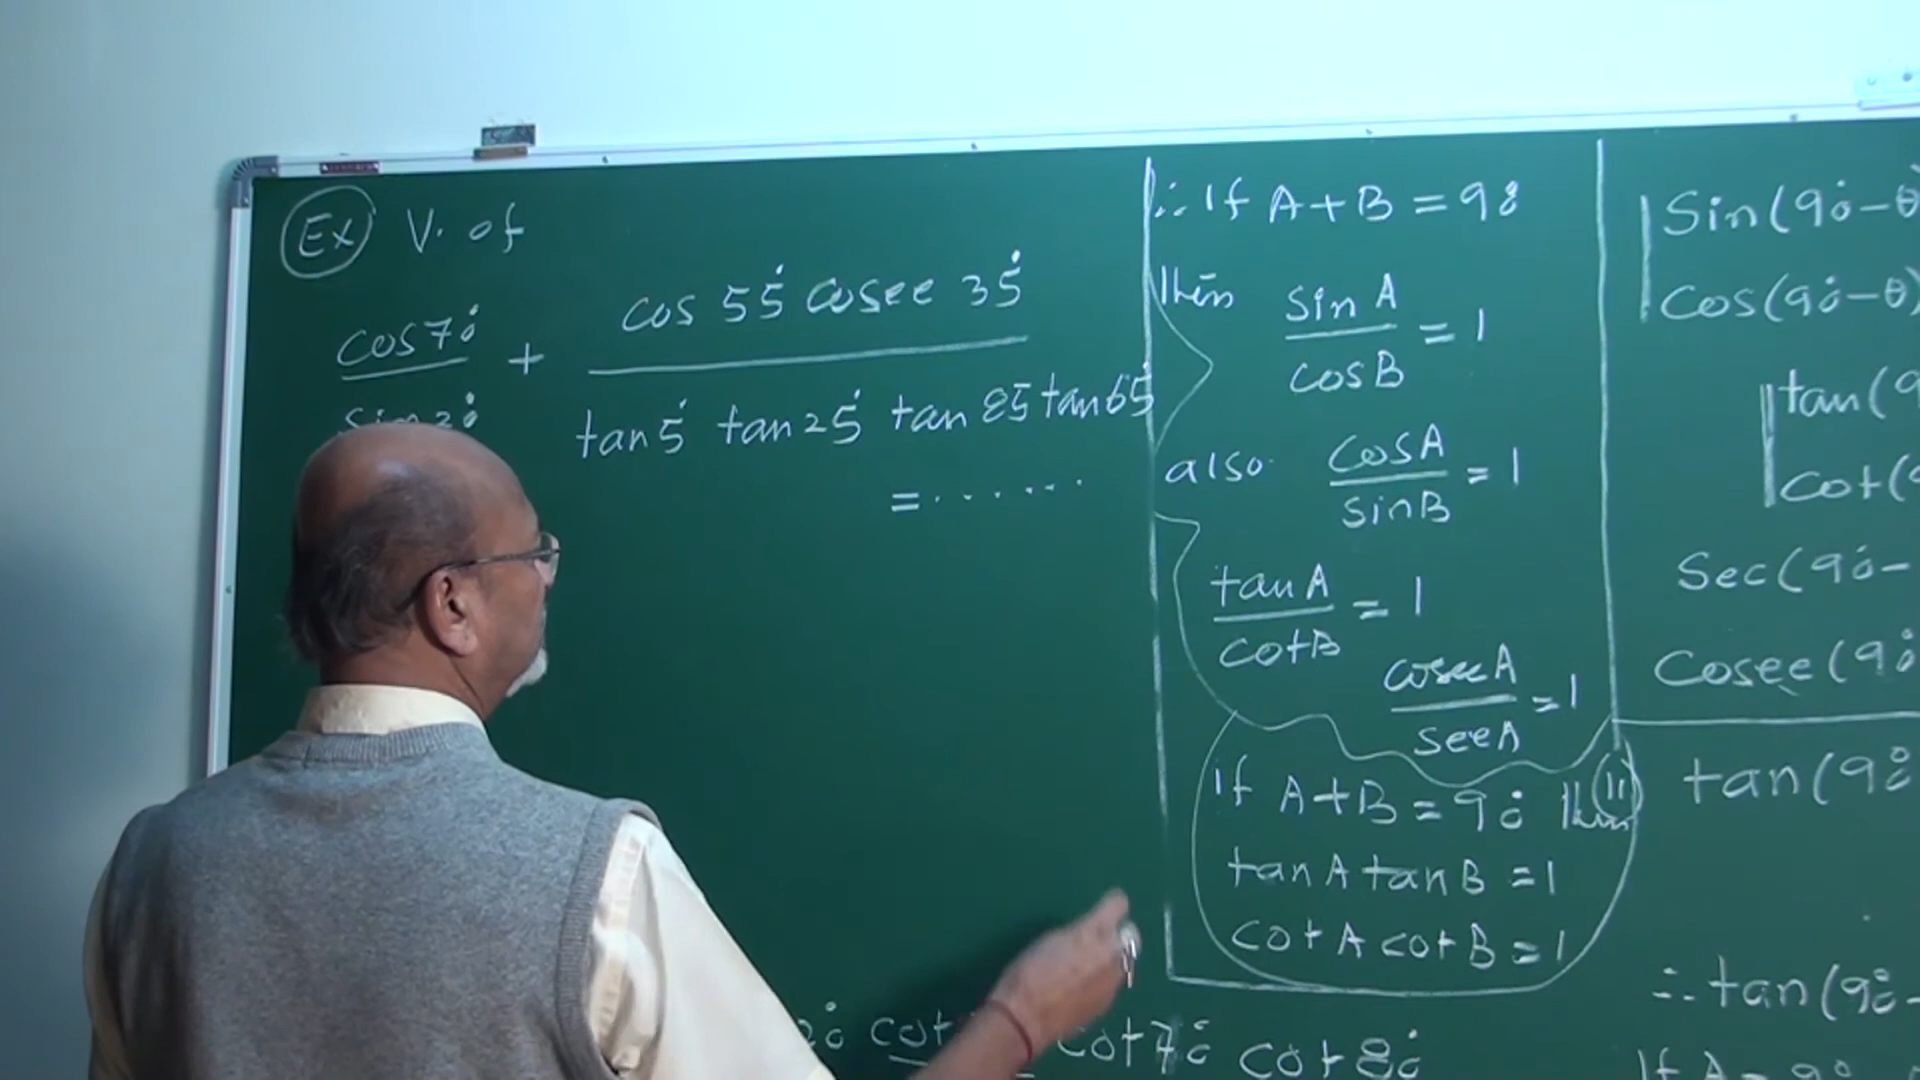 Ex V. of
cos 70° + cos 55° cosec 35°
sin 20° tan 5° tan 25° tan 85 tan 65°
= .......
∴ If A + B = 90°
then sin A / cos B = 1
also cos A / sin B = 1
tan A / cot B = 1
cosec A / sec A = 1
If A + B = 90° then (11)
tan A tan B = 1
cot A cot B = 1
cot 70° cot 80°
Sin (90° - θ)
Cos (90° - θ)
tan (9
Cot (
Sec (90° -
Cosec (90°
tan (90°
∴ tan (90° -
If A